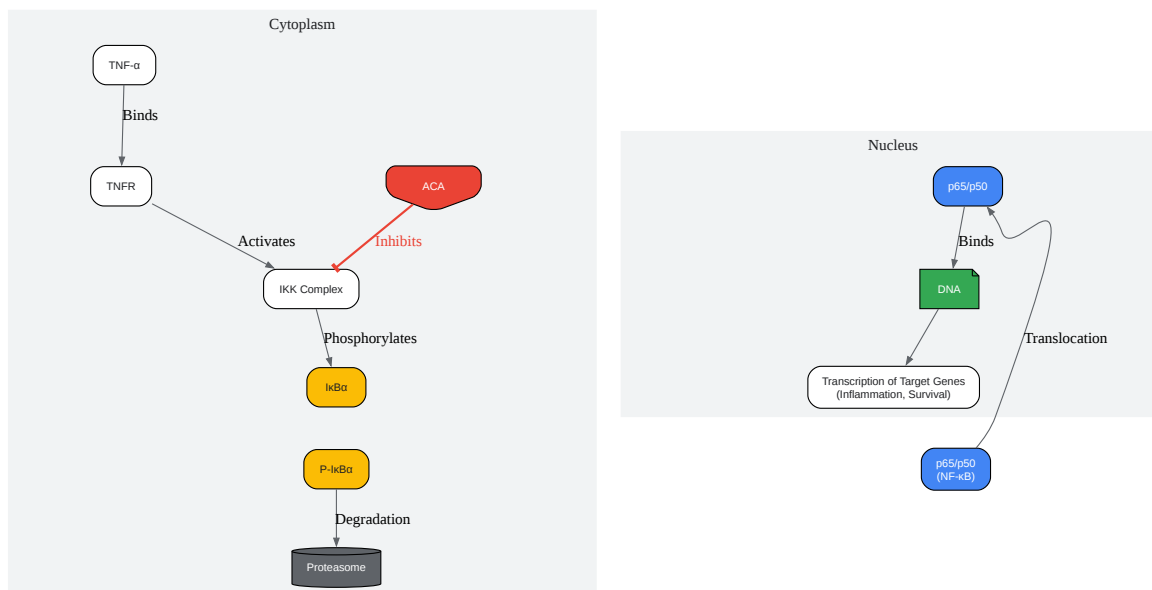 Cytoplasm
TNF-α
Binds
TNFR
ACA
Activates
Inhibits
IKK Complex
Phosphorylates
IκBα
P-IκBα
Degradation
Proteasome
Nucleus
p65/p50
Binds
DNA
Translocation
Transcription of Target Genes
(Inflammation, Survival)
p65/p50
(NF-κB)